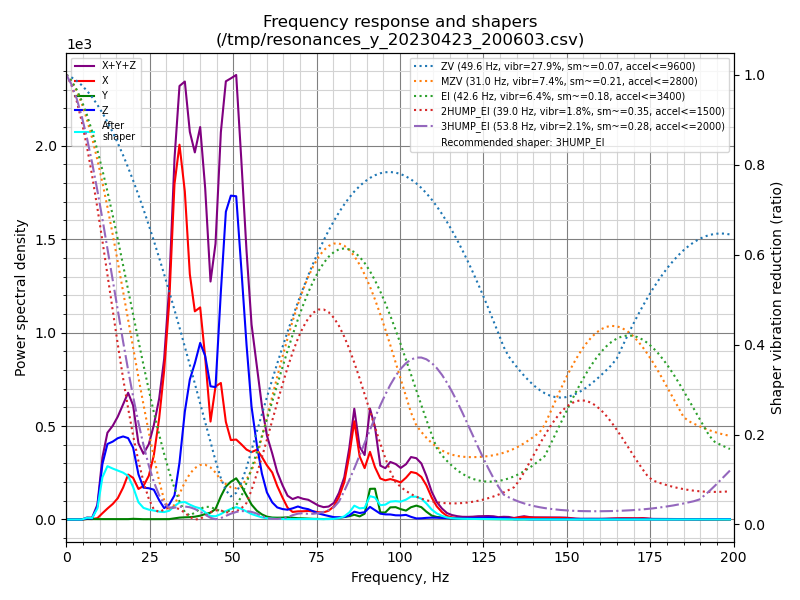 Frequency response and shapers
(/tmp/resonances_y_20230423_200603.csv)
1e3
X+Y+Z
X
Y
Z
After
shaper
ZV (49.6 Hz, vibr=27.9%, sm~=0.07, accel<=9600)
MZV (31.0 Hz, vibr=7.4%, sm~=0.21, accel<=2800)
EI (42.6 Hz, vibr=6.4%, sm~=0.18, accel<=3400)
2HUMP_EI (39.0 Hz, vibr=1.8%, sm~=0.35, accel<=1500)
3HUMP_EI (53.8 Hz, vibr=2.1%, sm~=0.28, accel<=2000)
Recommended shaper: 3HUMP_EI
Power spectral density
2.0
1.5
1.0
0.5
0.0
1.0
0.8
0.6
0.4
0.2
0.0
Shaper vibration reduction (ratio)
0 25 50 75 100 125 150 175 200
Frequency, Hz